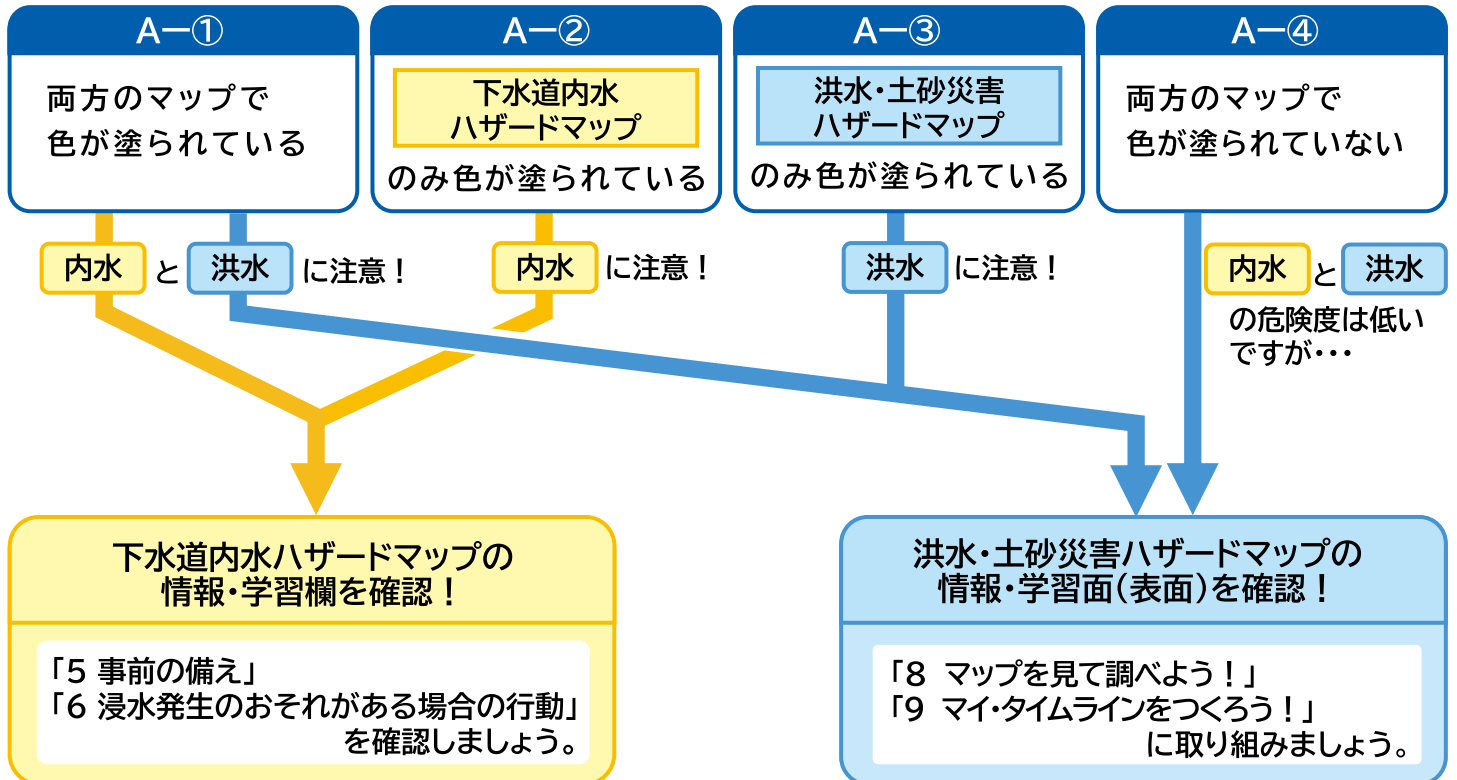 A－①
両方のマップで
色が塗られている
A－②
下水道内水
ハザードマップ
のみ色が塗られている
A－③
洪水・土砂災害
ハザードマップ
のみ色が塗られている
A－④
両方のマップで
色が塗られていない
内水 と 洪水 に注意！
内水 に注意！
洪水 に注意！
内水 と 洪水
の危険度は低い
ですが・・・
下水道内水ハザードマップの
情報・学習欄を確認！
「5 事前の備え」
「6 浸水発生のおそれがある場合の行動」
を確認しましょう。
洪水・土砂災害ハザードマップの
情報・学習面（表面）を確認！
「8 マップを見て調べよう！」
「9 マイ・タイムラインをつくろう！」
に取り組みましょう。